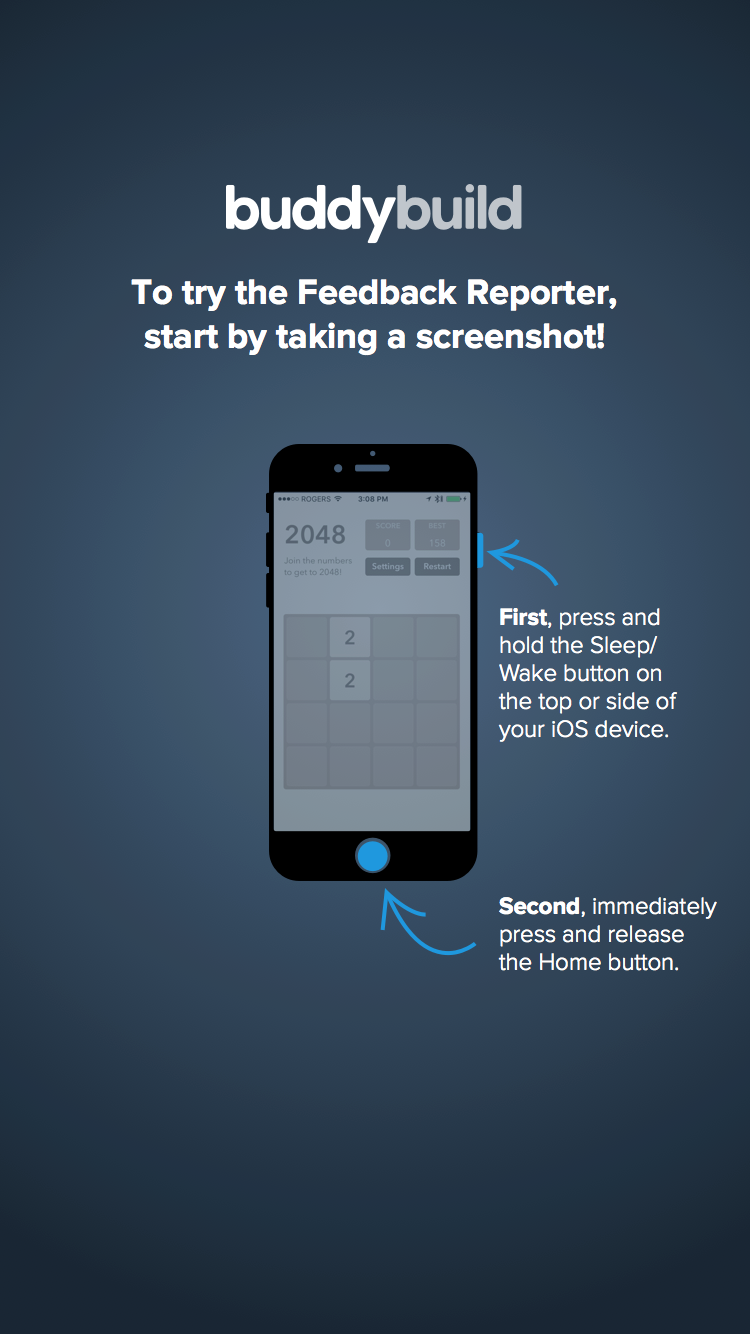 buddybuild
To try the Feedback Reporter,
start by taking a screenshot!
ROGERS 3:08 PM
2048
SCORE
0
BEST
158
Join the numbers
to get to 2048!
Settings
Restart
2
2
First, press and
hold the Sleep/
Wake button on
the top or side of
your iOS device.
Second, immediately
press and release
the Home button.